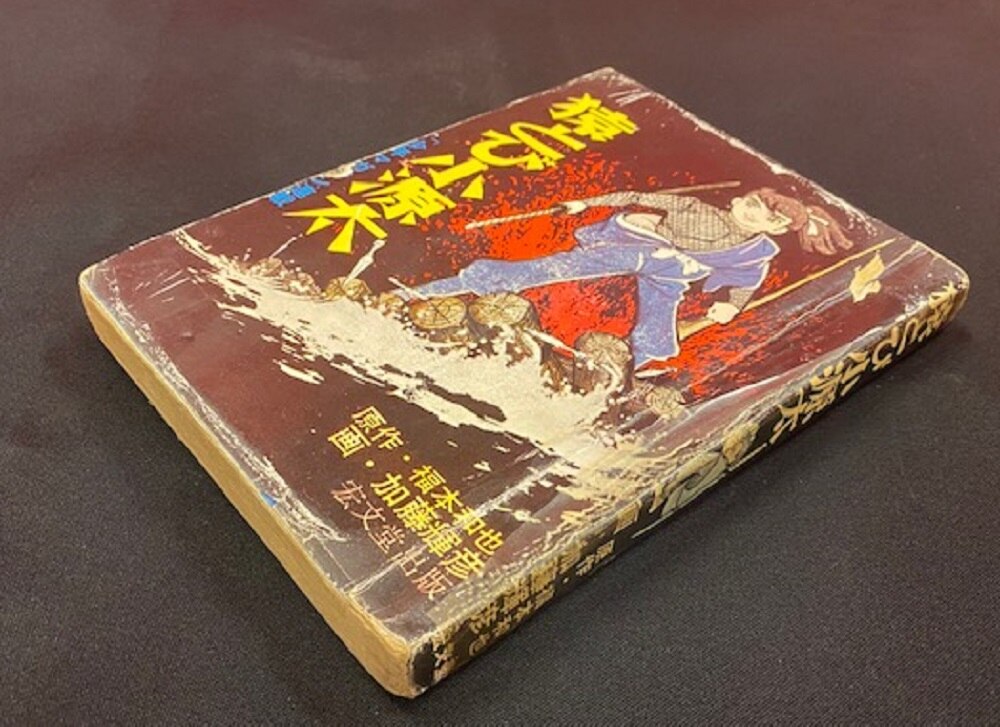 猿とび小源太
原作・福本和也
画・加藤輝彦
宏文堂出版
猿とび小源太